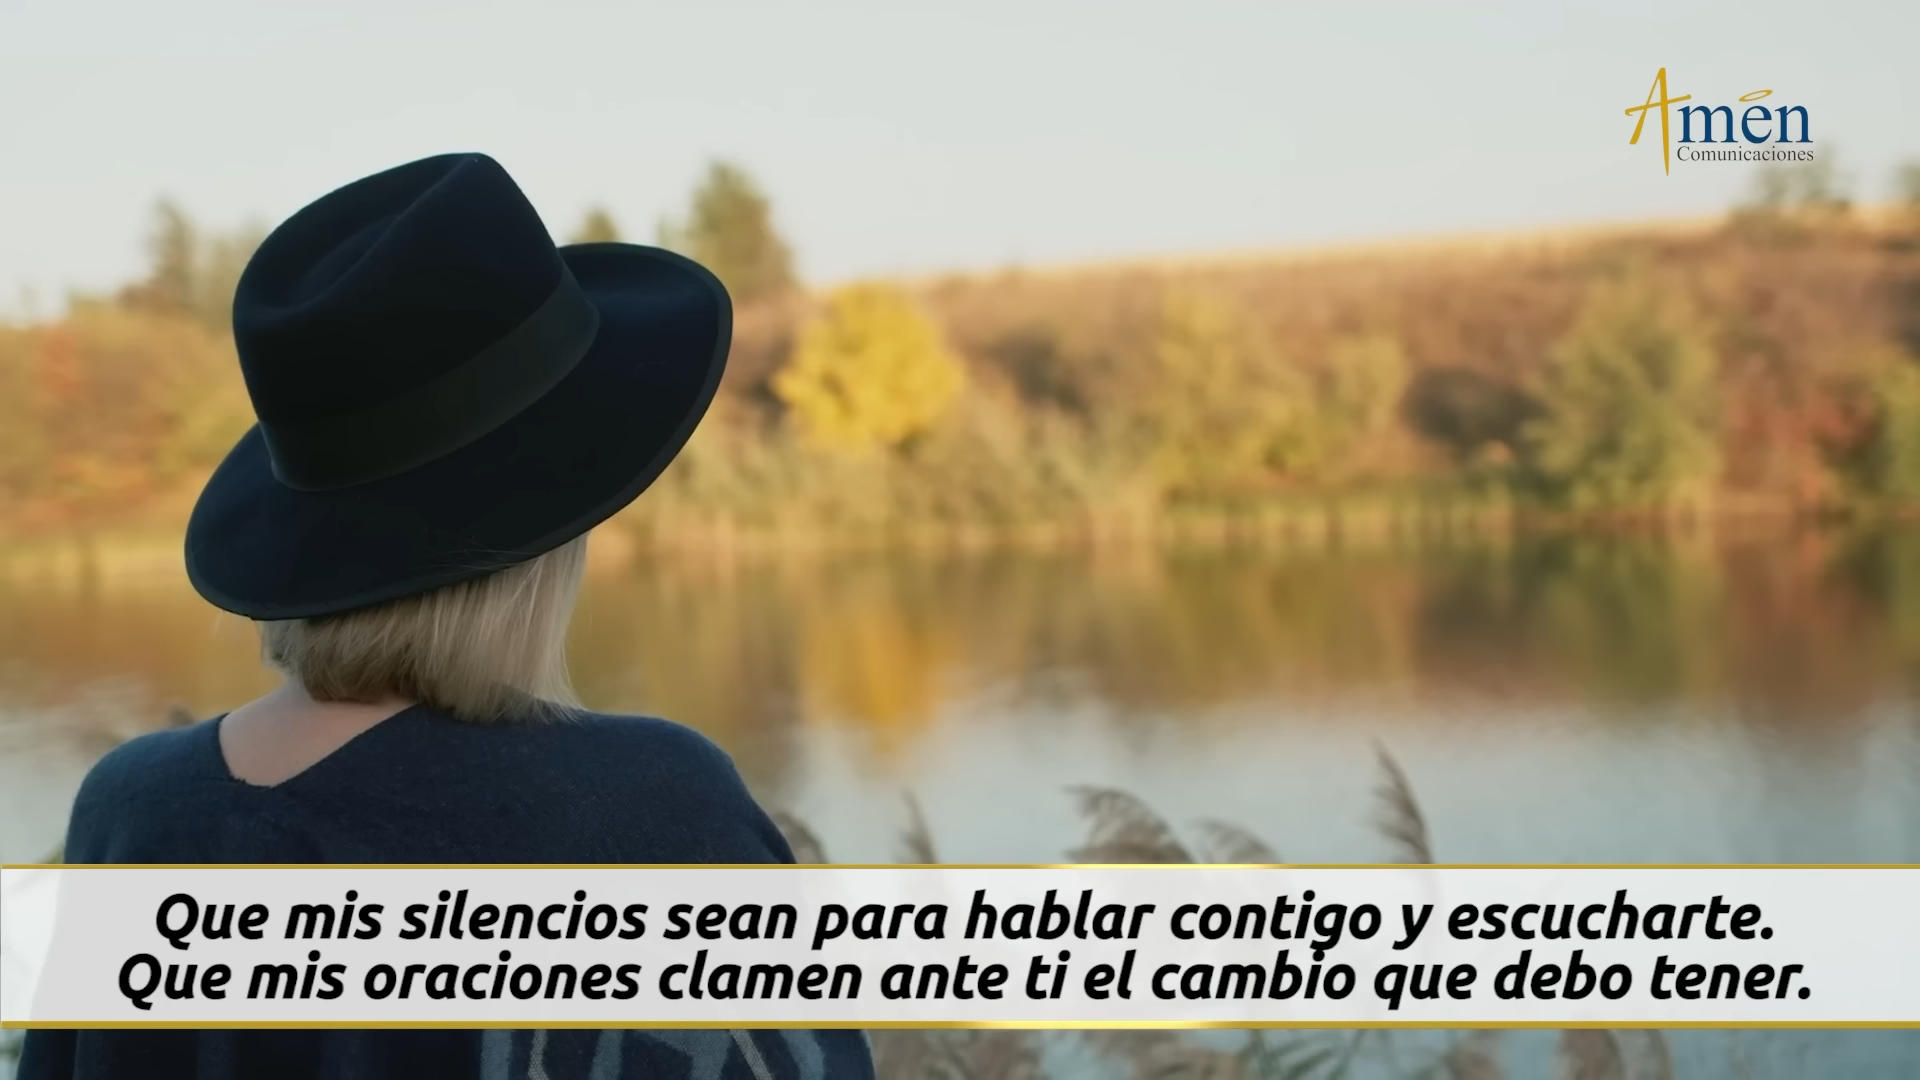 Amén
Comunicaciones
Que mis silencios sean para hablar contigo y escucharte.
Que mis oraciones clamen ante ti el cambio que debo tener.